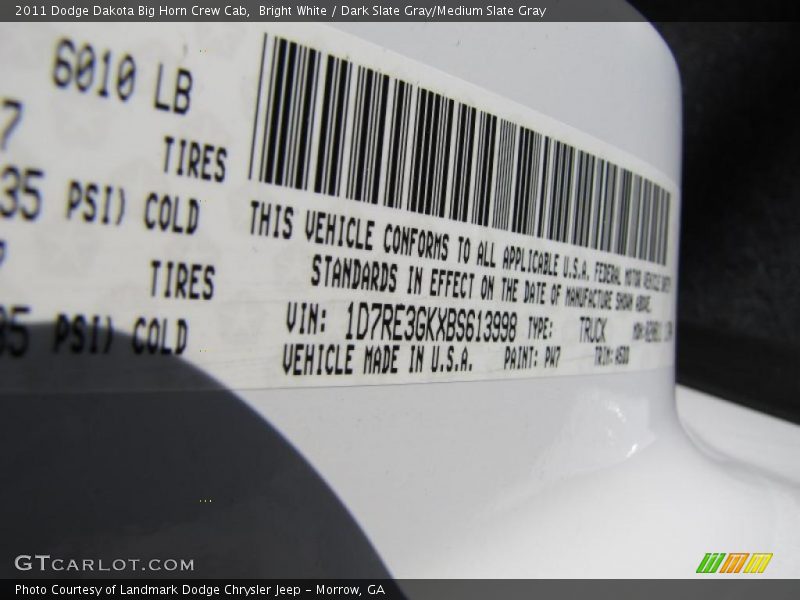 2011 Dodge Dakota Big Horn Crew Cab,  Bright White / Dark Slate Gray/Medium Slate Gray
6010 LB
7
TIRES
35 PSI) COLD
TIRES
35 PSI) COLD
THIS VEHICLE CONFORMS TO ALL APPLICABLE U.S.A. FEDERAL MOTOR VEHICLE
STANDARDS IN EFFECT ON THE DATE OF MANUFACTURE SHOWN ABOVE.
VIN: 1D7RE3GKXBS613998 TYPE: TRUCK
VEHICLE MADE IN U.S.A. PAINT: PW7 TRIM:
GTCARLOT.COM
Photo Courtesy of Landmark Dodge Chrysler Jeep - Morrow, GA